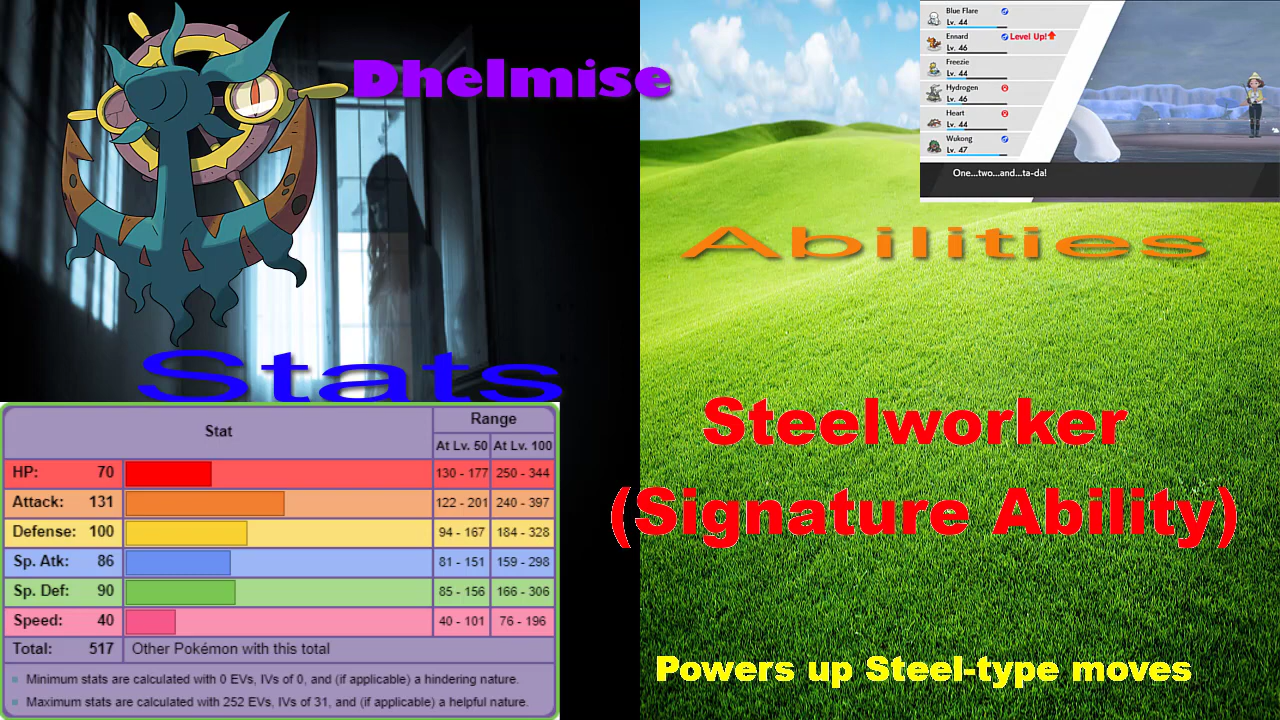 Dhelmise
Stats
Stat
Range
At Lv. 50 At Lv. 100
HP: 70 130 - 177 250 - 344
Attack: 131 122 - 201 240 - 397
Defense: 100 94 - 167 184 - 328
Sp. Atk: 86 81 - 151 159 - 298
Sp. Def: 90 85 - 156 166 - 306
Speed: 40 40 - 101 76 - 196
Total: 517 Other Pokémon with this total
Minimum stats are calculated with 0 EVs, IVs of 0, and (if applicable) a hindering nature.
Maximum stats are calculated with 252 EVs, IVs of 31, and (if applicable) a helpful nature.
Blue Flare
Lv. 44
Ennard
Level Up!
Lv. 46
Freezie
Lv. 44
Hydrogen
Lv. 46
Heart
Lv. 44
Wukong
Lv. 47
One...two...and...ta-da!
Abilities
Steelworker
(Signature Ability)
Powers up Steel-type moves